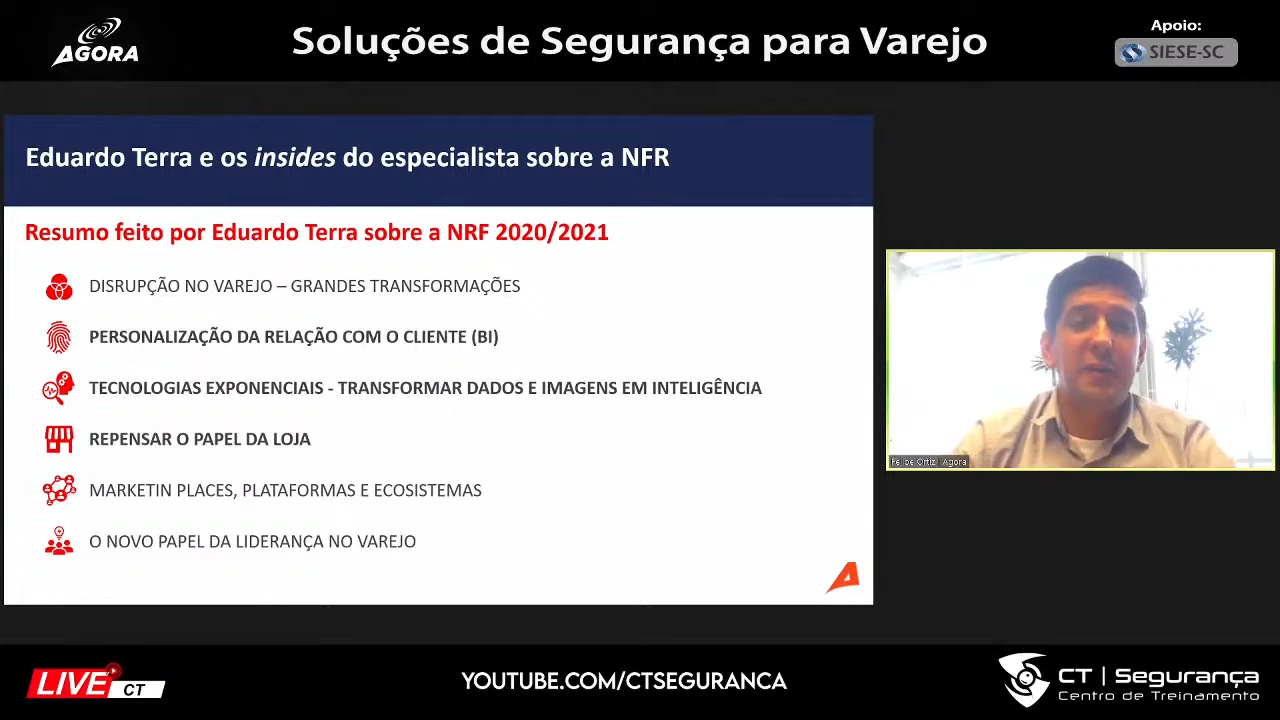 AGORA
Soluções de Segurança para Varejo
Apoio:
SIESE-SC
Eduardo Terra e os insides do especialista sobre a NFR
Resumo feito por Eduardo Terra sobre a NRF 2020/2021
DISRUPÇÃO NO VAREJO – GRANDES TRANSFORMAÇÕES
PERSONALIZAÇÃO DA RELAÇÃO COM O CLIENTE (BI)
TECNOLOGIAS EXPONENCIAIS - TRANSFORMAR DADOS E IMAGENS EM INTELIGÊNCIA
REPENSAR O PAPEL DA LOJA
MARKETIN PLACES, PLATAFORMAS E ECOSISTEMAS
O NOVO PAPEL DA LIDERANÇA NO VAREJO
Felipe Ortiz | Agora
LIVE CT
YOUTUBE.COM/CTSEGURANCA
CT | Segurança
Centro de Treinamento